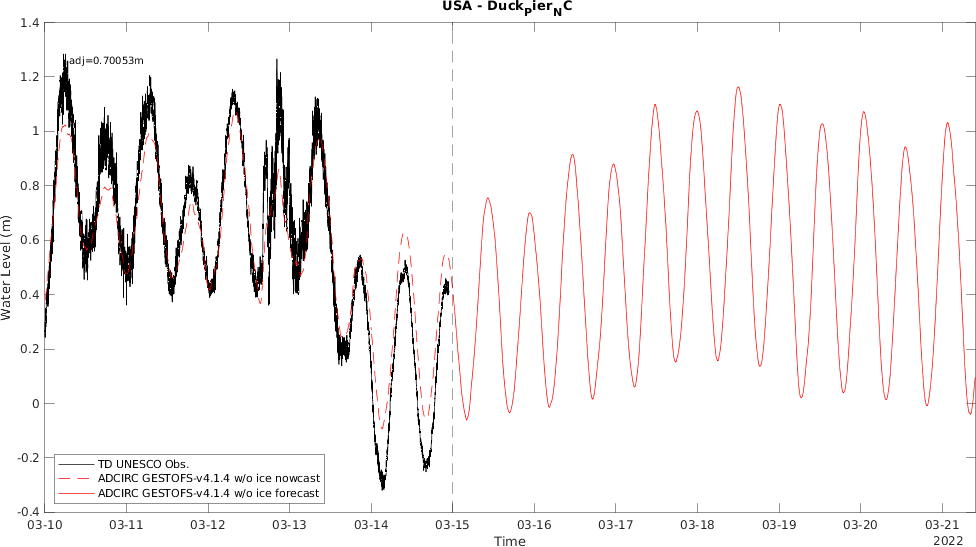 USA - Duck_Pier_NC
adj=0.70053m
1.4
1.2
1
0.8
0.6
0.4
0.2
0
-0.2
-0.4
Water Level (m)
TD UNESCO Obs.
ADCIRC GESTOFS-v4.1.4 w/o ice nowcast
ADCIRC GESTOFS-v4.1.4 w/o ice forecast
03-10 03-11 03-12 03-13 03-14 03-15 03-16 03-17 03-18 03-19 03-20 03-21
Time
2022